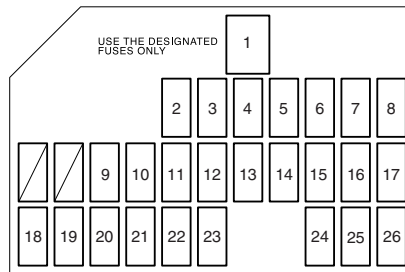 USE THE DESIGNATED
FUSES ONLY
1
2 3 4 5 6 7 8
9 10 11 12 13 14 15 16 17
18 19 20 21 22 23 24 25 26